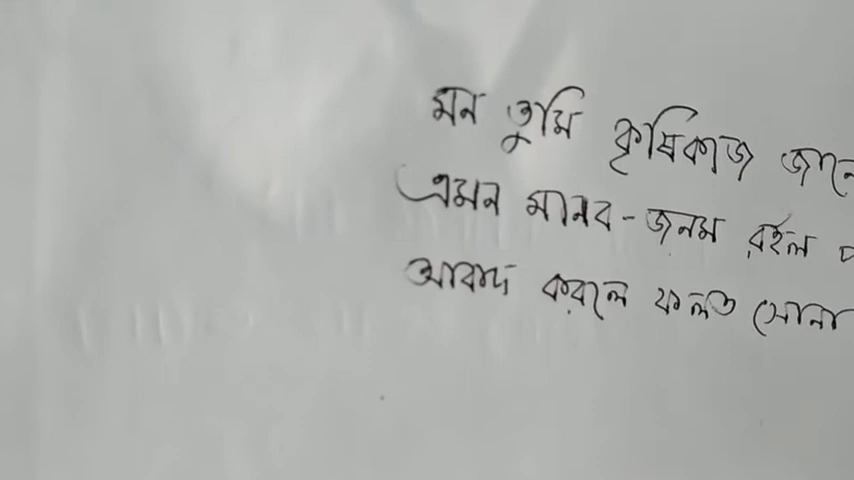 মন তুমি কৃষিকাজ জানে
এমন মানব-জনম রইল
আবাদ করলে ফলত সোনা